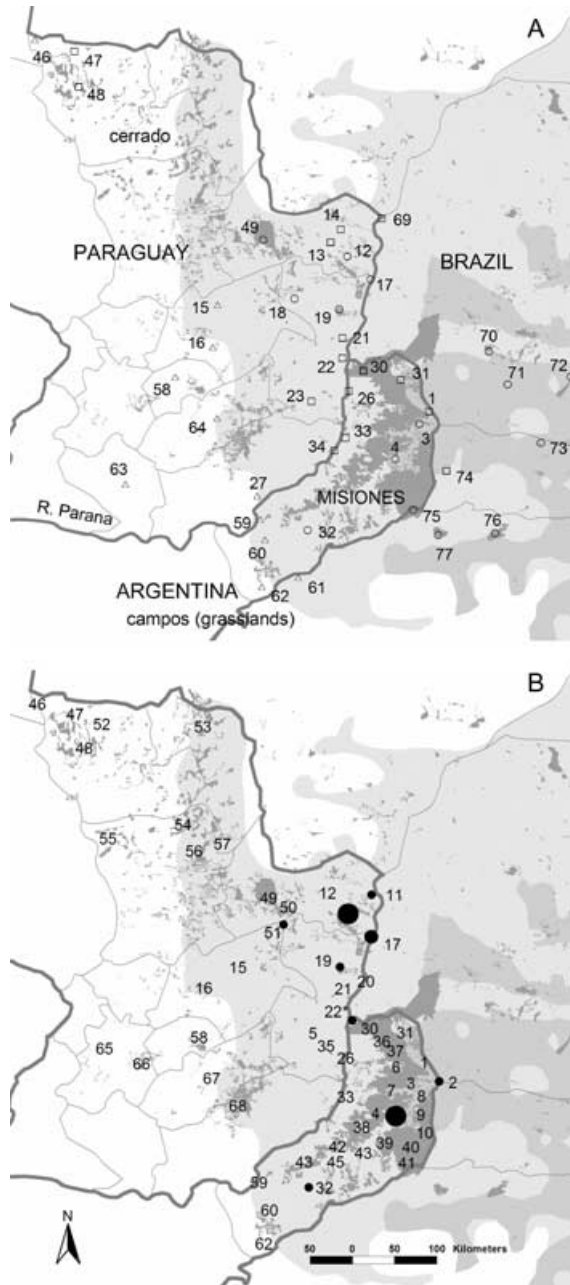 A
46 47
48
cerrado
49 14 69
13 12
PARAGUAY BRAZIL
17
15 18 19
16 21 70
22 30 31 71 72
58 26
23 1
64 33 3 73
34 4
63 74
27 MISIONES
R. Parana
59 75 76
32 77
60
ARGENTINA 61
62
campos (grasslands)
B
46
47 52 53
48
54
55 57
56
49 12 11
50
51 17
15 19 20
16 21
22*
5 30 31
65 58 35 36 37
66 26 6 1
67 7 3 2
33 8
68 4 9
38 10
42 39 40
43 45 43 41
59 32
60
N
62
50 0 50 100 Kilometers